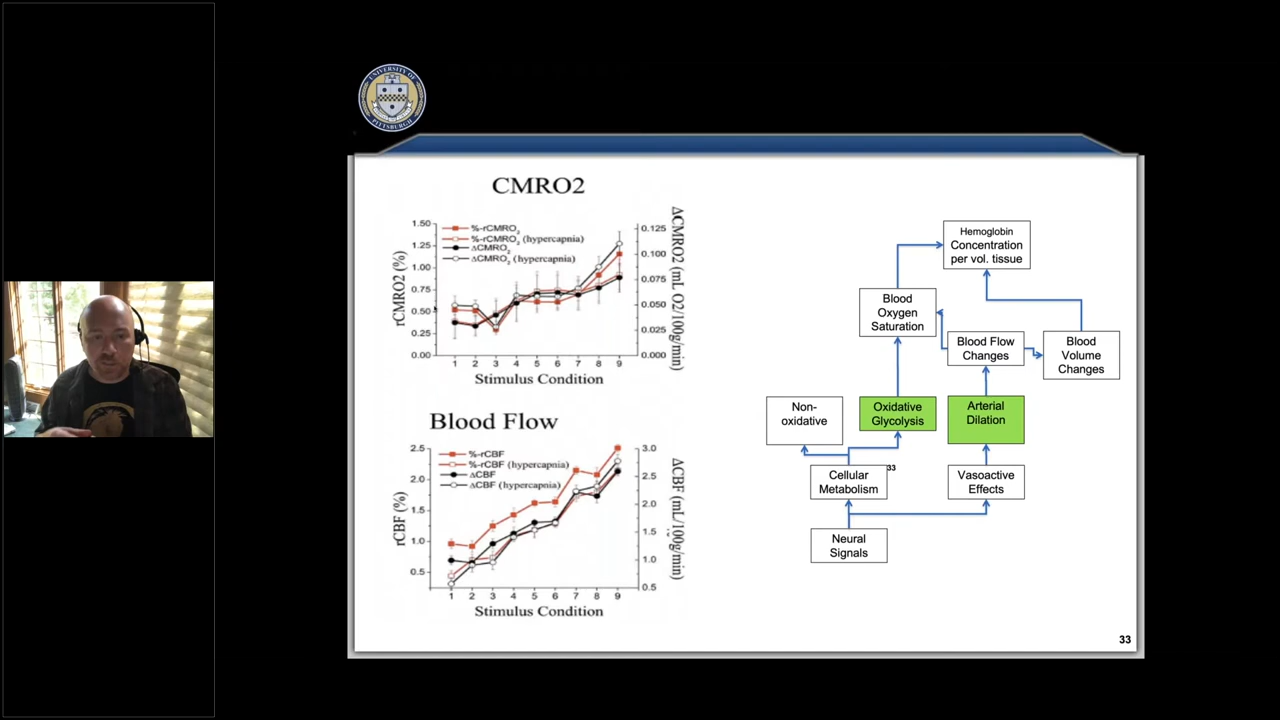 UNIVERSITY OF
PITTSBURGH
CMRO2
1.50
1.25
1.00
0.75
0.50
0.25
0.00
rCMRO2 (%)
%-rCMRO2
%-rCMRO2 (hypercapnia)
ΔCMRO2
ΔCMRO2 (hypercapnia)
0.125
0.100
0.075
0.050
0.025
0.000
ΔCMRO2 (mL O2/100g/min)
1 2 3 4 5 6 7 8 9
Stimulus Condition
Blood Flow
2.5
2.0
1.5
1.0
0.5
rCBF (%)
%-rCBF
%-rCBF (hypercapnia)
ΔCBF
ΔCBF (hypercapnia)
3.0
2.5
2.0
1.5
1.0
0.5
ΔCBF (mL/100g/min)
1 2 3 4 5 6 7 8 9
Stimulus Condition
Hemoglobin
Concentration
per vol. tissue
Blood
Oxygen
Saturation
Blood Flow
Changes
Blood
Volume
Changes
Non-
oxidative
Oxidative
Glycolysis
Arterial
Dilation
Cellular
Metabolism
33
Vasoactive
Effects
Neural
Signals
33